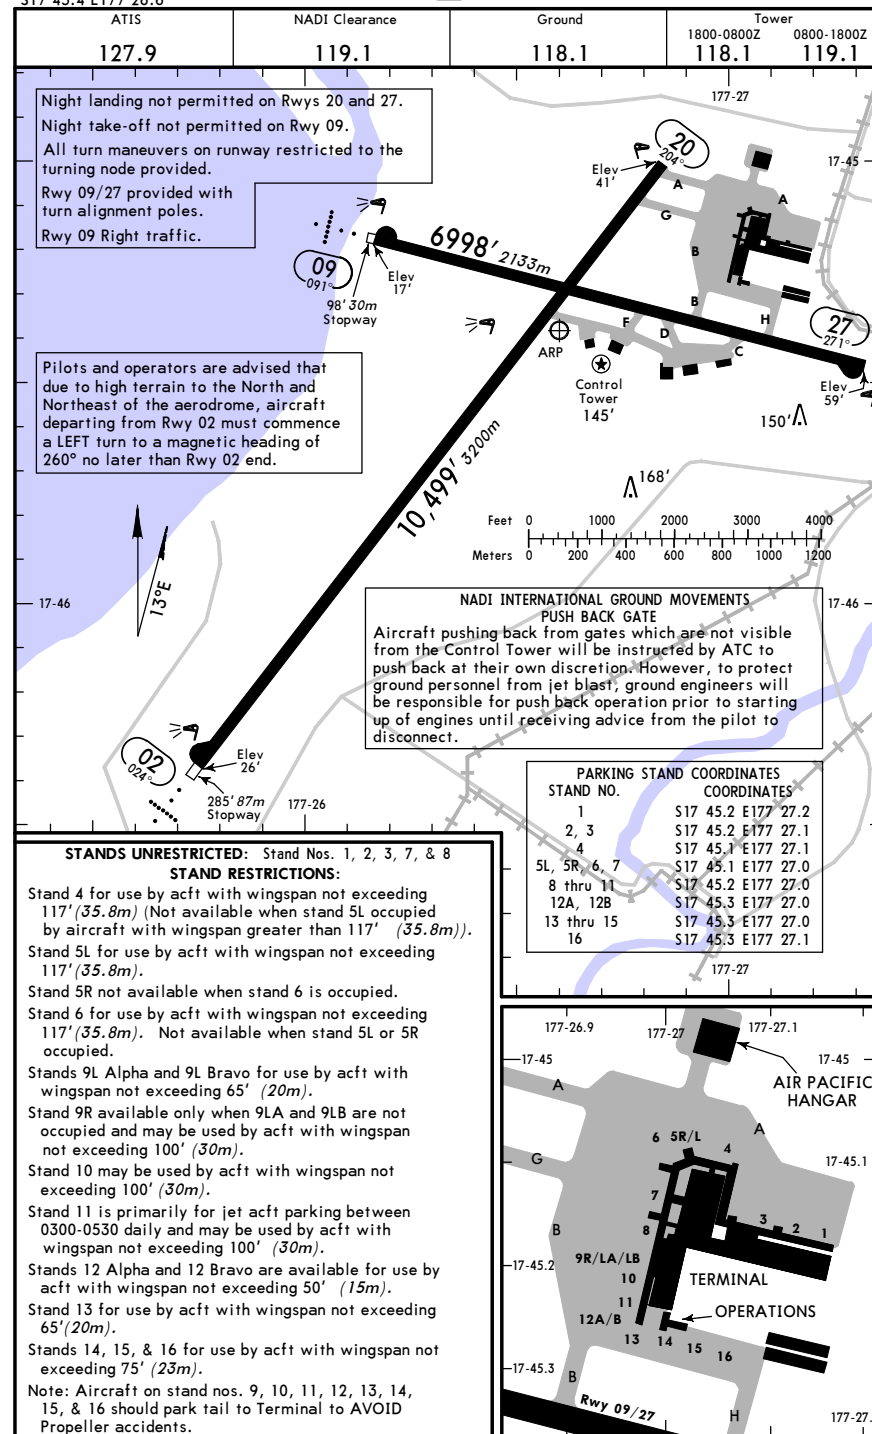 S17 45.4 E177 26.6
ATIS
127.9
NADI Clearance
119.1
Ground
118.1
Tower
1800-0800Z 0800-1800Z
118.1 119.1
Night landing not permitted on Rwys 20 and 27.
Night take-off not permitted on Rwy 09.
All turn maneuvers on runway restricted to the
turning node provided.
Rwy 09/27 provided with
turn alignment poles.
Rwy 09 Right traffic.
177-27
17-45
20
204°
Elev
41'
A
A
G
B
B
6998' 2133m
09
091°
Elev
17'
98' 30m
Stopway
F
D
H
C
27
271°
ARP
Control
Tower
145'
Elev
59'
150'
168'
Pilots and operators are advised that
due to high terrain to the North and
Northeast of the aerodrome, aircraft
departing from Rwy 02 must commence
a LEFT turn to a magnetic heading of
260° no later than Rwy 02 end.
10,499' 3200m
Feet 0 1000 2000 3000 4000
Meters 0 200 400 600 800 1000 1200
13°E
17-46
17-46
NADI INTERNATIONAL GROUND MOVEMENTS
PUSH BACK GATE
Aircraft pushing back from gates which are not visible
from the Control Tower will be instructed by ATC to
push back at their own discretion. However, to protect
ground personnel from jet blast, ground engineers will
be responsible for push back operation prior to starting
up of engines until receiving advice from the pilot to
disconnect.
02
024°
Elev
26'
285' 87m
Stopway
177-26
PARKING STAND COORDINATES
STAND NO. COORDINATES
1 S17 45.2 E177 27.2
2, 3 S17 45.2 E177 27.1
4 S17 45.1 E177 27.1
5L, 5R, 6, 7 S17 45.1 E177 27.0
8 thru 11 S17 45.2 E177 27.0
12A, 12B S17 45.3 E177 27.0
13 thru 15 S17 45.3 E177 27.0
16 S17 45.3 E177 27.1
177-27
STANDS UNRESTRICTED: Stand Nos. 1, 2, 3, 7, & 8
STAND RESTRICTIONS:
Stand 4 for use by acft with wingspan not exceeding
117' (35.8m) (Not available when stand 5L occupied
by aircraft with wingspan greater than 117' (35.8m)).
Stand 5L for use by acft with wingspan not exceeding
117' (35.8m).
Stand 5R not available when stand 6 is occupied.
Stand 6 for use by acft with wingspan not exceeding
117' (35.8m). Not available when stand 5L or 5R
occupied.
Stands 9L Alpha and 9L Bravo for use by acft with
wingspan not exceeding 65' (20m).
Stand 9R available only when 9LA and 9LB are not
occupied and may be used by acft with wingspan
not exceeding 100' (30m).
Stand 10 may be used by acft with wingspan not
exceeding 100' (30m).
Stand 11 is primarily for jet acft parking between
0300-0530 daily and may be used by acft with
wingspan not exceeding 100' (30m).
Stands 12 Alpha and 12 Bravo are available for use by
acft with wingspan not exceeding 50' (15m).
Stand 13 for use by acft with wingspan not exceeding
65' (20m).
Stands 14, 15, & 16 for use by acft with wingspan not
exceeding 75' (23m).
Note: Aircraft on stand nos. 9, 10, 11, 12, 13, 14,
15, & 16 should park tail to Terminal to AVOID
Propeller accidents.
177-26.9
177-27
177-27.1
17-45
17-45
AIR PACIFIC
HANGAR
A
A
6 5R/L
4
G
17-45.1
7
3
2
1
B
8
9R/LA/LB
17-45.2
10
TERMINAL
11
OPERATIONS
12A/B
13
14
15
16
17-45.3
B
Rwy 09/27
H
177-27.